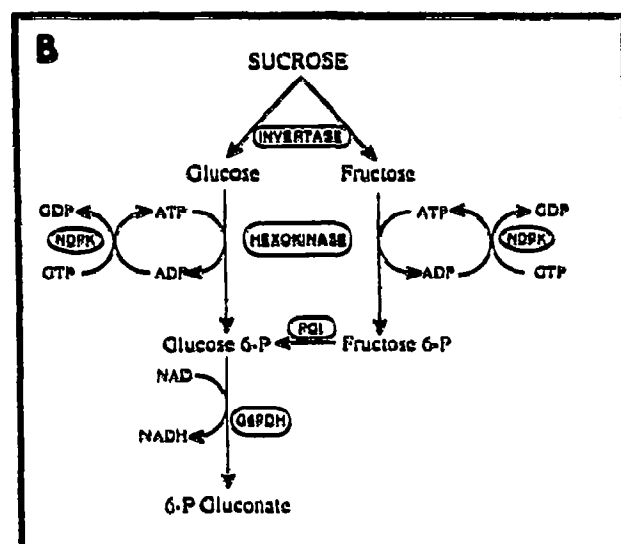 B
SUCROSE
INVERTASE
Glucose Fructose
GDP ATP ATP GDP
NDPK HEXOKINASE NDPK
GTP ADP ADP GTP
PGI
Glucose 6-P Fructose 6-P
NAD
G6PDH
NADH
6-P Gluconate